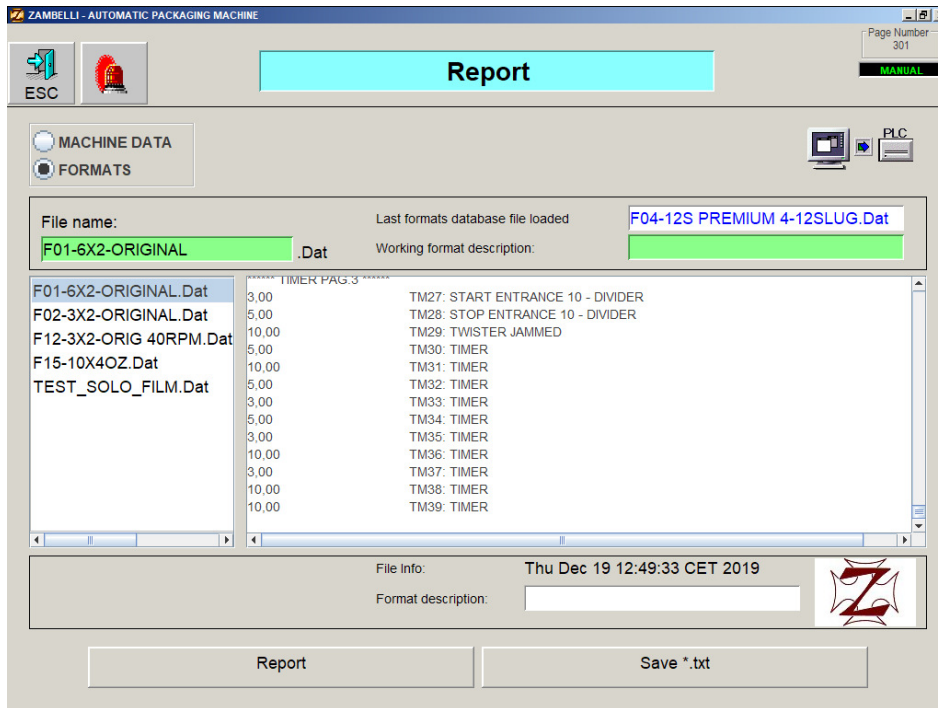 ZAMBELLI - AUTOMATIC PACKAGING MACHINE
Page Number
301
MANUAL
ESC
Report
MACHINE DATA
FORMATS
PLC
File name:
F01-6X2-ORIGINAL
.Dat
Last formats database file loaded
F04-12S PREMIUM 4-12SLUG.Dat
Working format description:
F01-6X2-ORIGINAL.Dat
F02-3X2-ORIGINAL.Dat
F12-3X2-ORIG 40RPM.Dat
F15-10X4OZ.Dat
TEST_SOLO_FILM.Dat
****** TIMER PAG.3 ******
3,00 TM27: START ENTRANCE 10 - DIVIDER
5,00 TM28: STOP ENTRANCE 10 - DIVIDER
10,00 TM29: TWISTER JAMMED
5,00 TM30: TIMER
10,00 TM31: TIMER
5,00 TM32: TIMER
3,00 TM33: TIMER
5,00 TM34: TIMER
3,00 TM35: TIMER
10,00 TM36: TIMER
3,00 TM37: TIMER
10,00 TM38: TIMER
10,00 TM39: TIMER
File Info:
Thu Dec 19 12:49:33 CET 2019
Format description:
Z
Report
Save *.txt